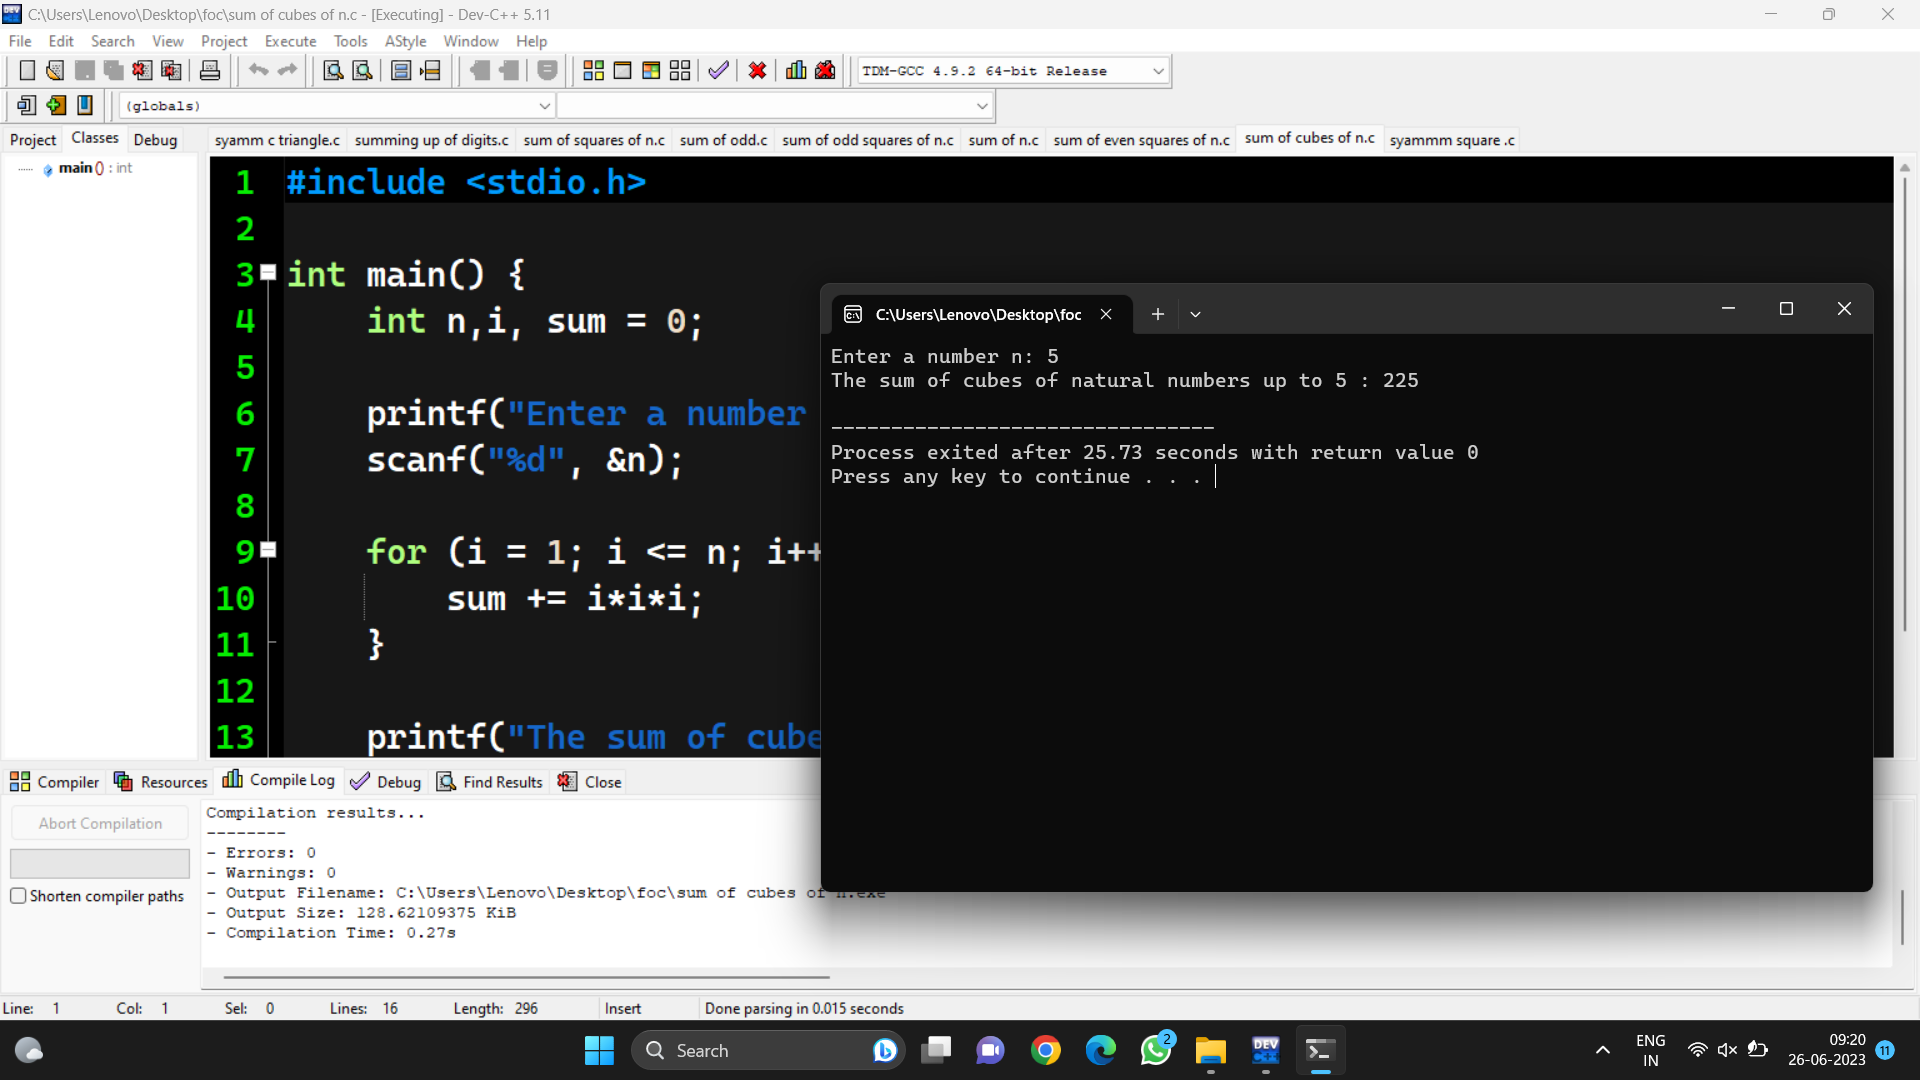 C:\Users\Lenovo\Desktop\foc\sum of cubes of n.c - [Executing] - Dev-C++ 5.11
File Edit Search View Project Execute Tools AStyle Window Help
TDM-GCC 4.9.2 64-bit Release
(globals)
Project Classes Debug
syamm c triangle.c summing up of digits.c sum of squares of n.c sum of odd.c sum of odd squares of n.c sum of n.c sum of even squares of n.c sum of cubes of n.c syammm square .c
main () : int
1 #include <stdio.h>
2
3 int main() {
4 int n,i, sum = 0;
5
6 printf("Enter a number
7 scanf("%d", &n);
8
9 for (i = 1; i <= n; i++
10 sum += i*i*i;
11 }
12
13 printf("The sum of cube
C:\Users\Lenovo\Desktop\foc
Enter a number n: 5
The sum of cubes of natural numbers up to 5 : 225
--------------------------------
Process exited after 25.73 seconds with return value 0
Press any key to continue . . .
Compiler Resources Compile Log Debug Find Results Close
Abort Compilation
Shorten compiler paths
Compilation results...
--------
- Errors: 0
- Warnings: 0
- Output Filename: C:\Users\Lenovo\Desktop\foc\sum of cubes of n.exe
- Output Size: 128.62109375 KiB
- Compilation Time: 0.27s
Line: 1 Col: 1 Sel: 0 Lines: 16 Length: 296 Insert Done parsing in 0.015 seconds
Search
DEV
C++
2
ENG
IN
09:20
26-06-2023
11